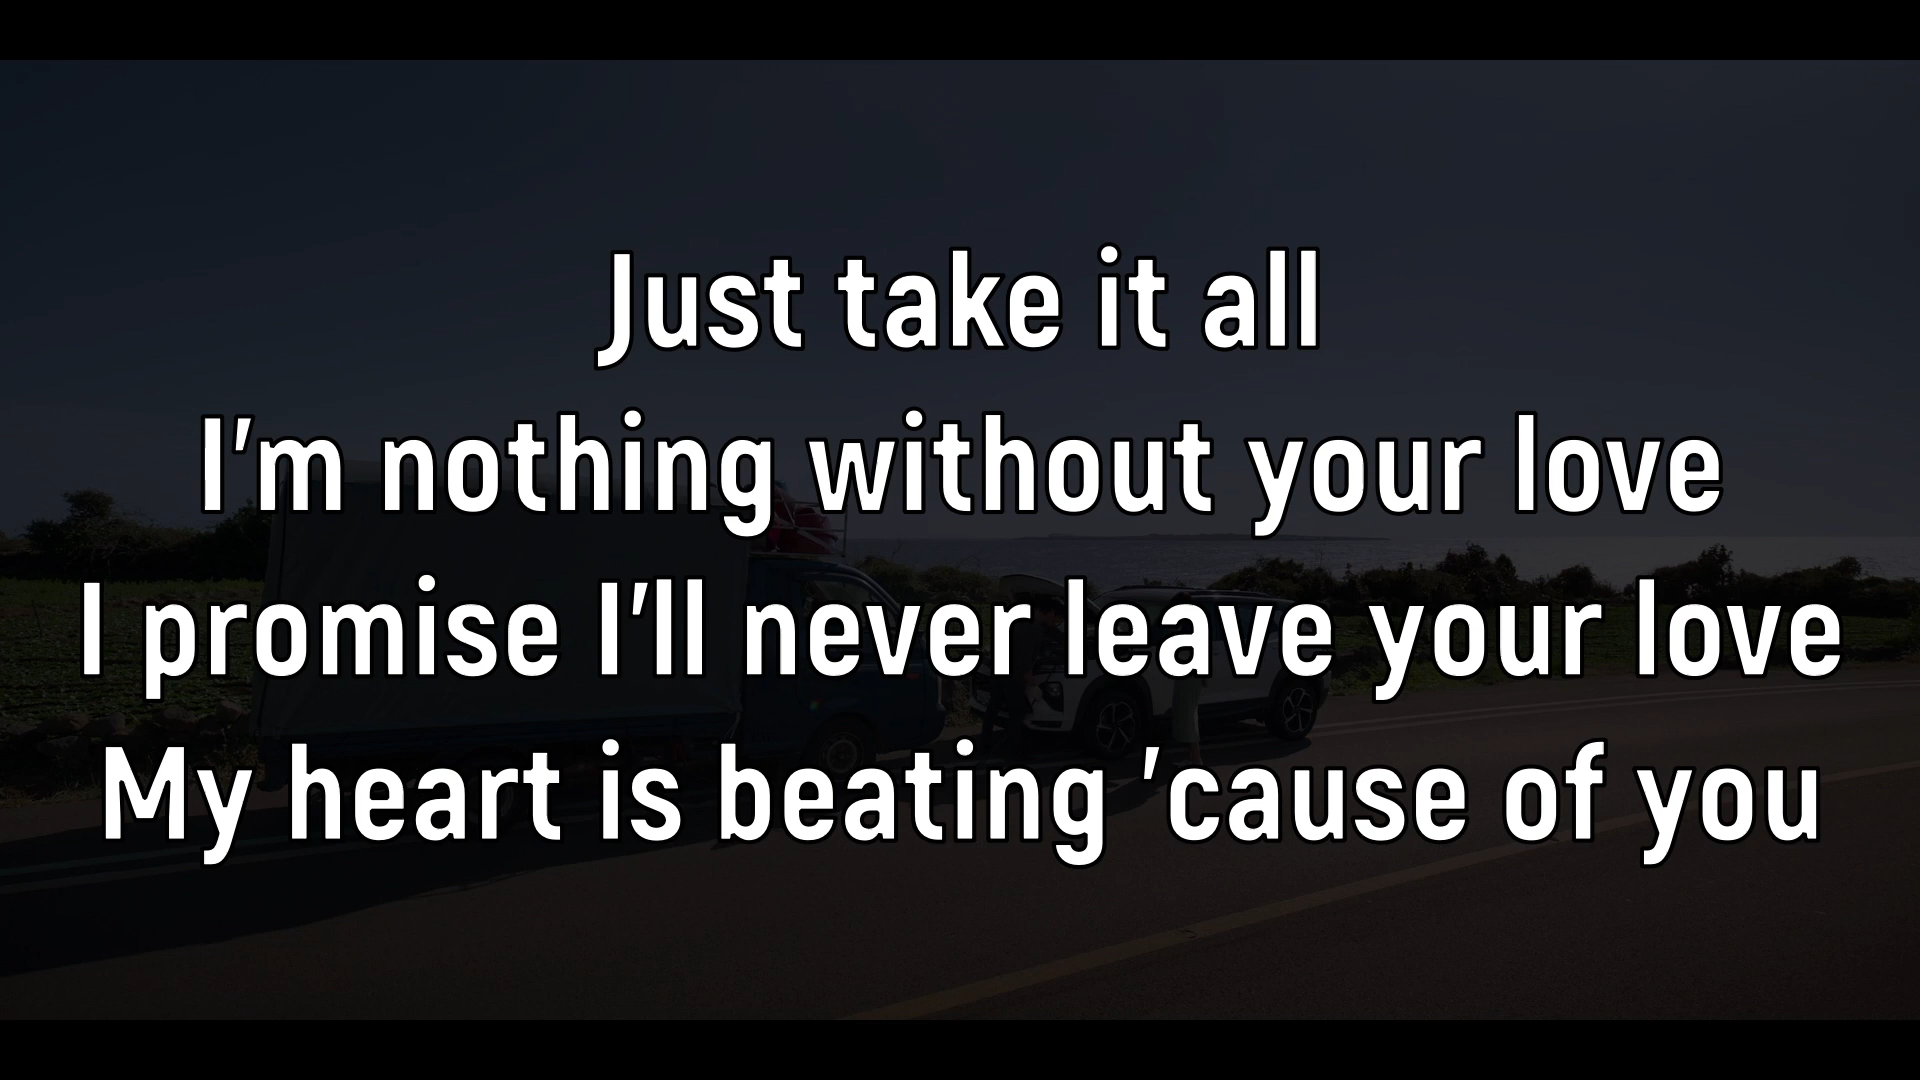 Just take it all
I'm nothing without your love
I promise I'll never leave your love
My heart is beating 'cause of you